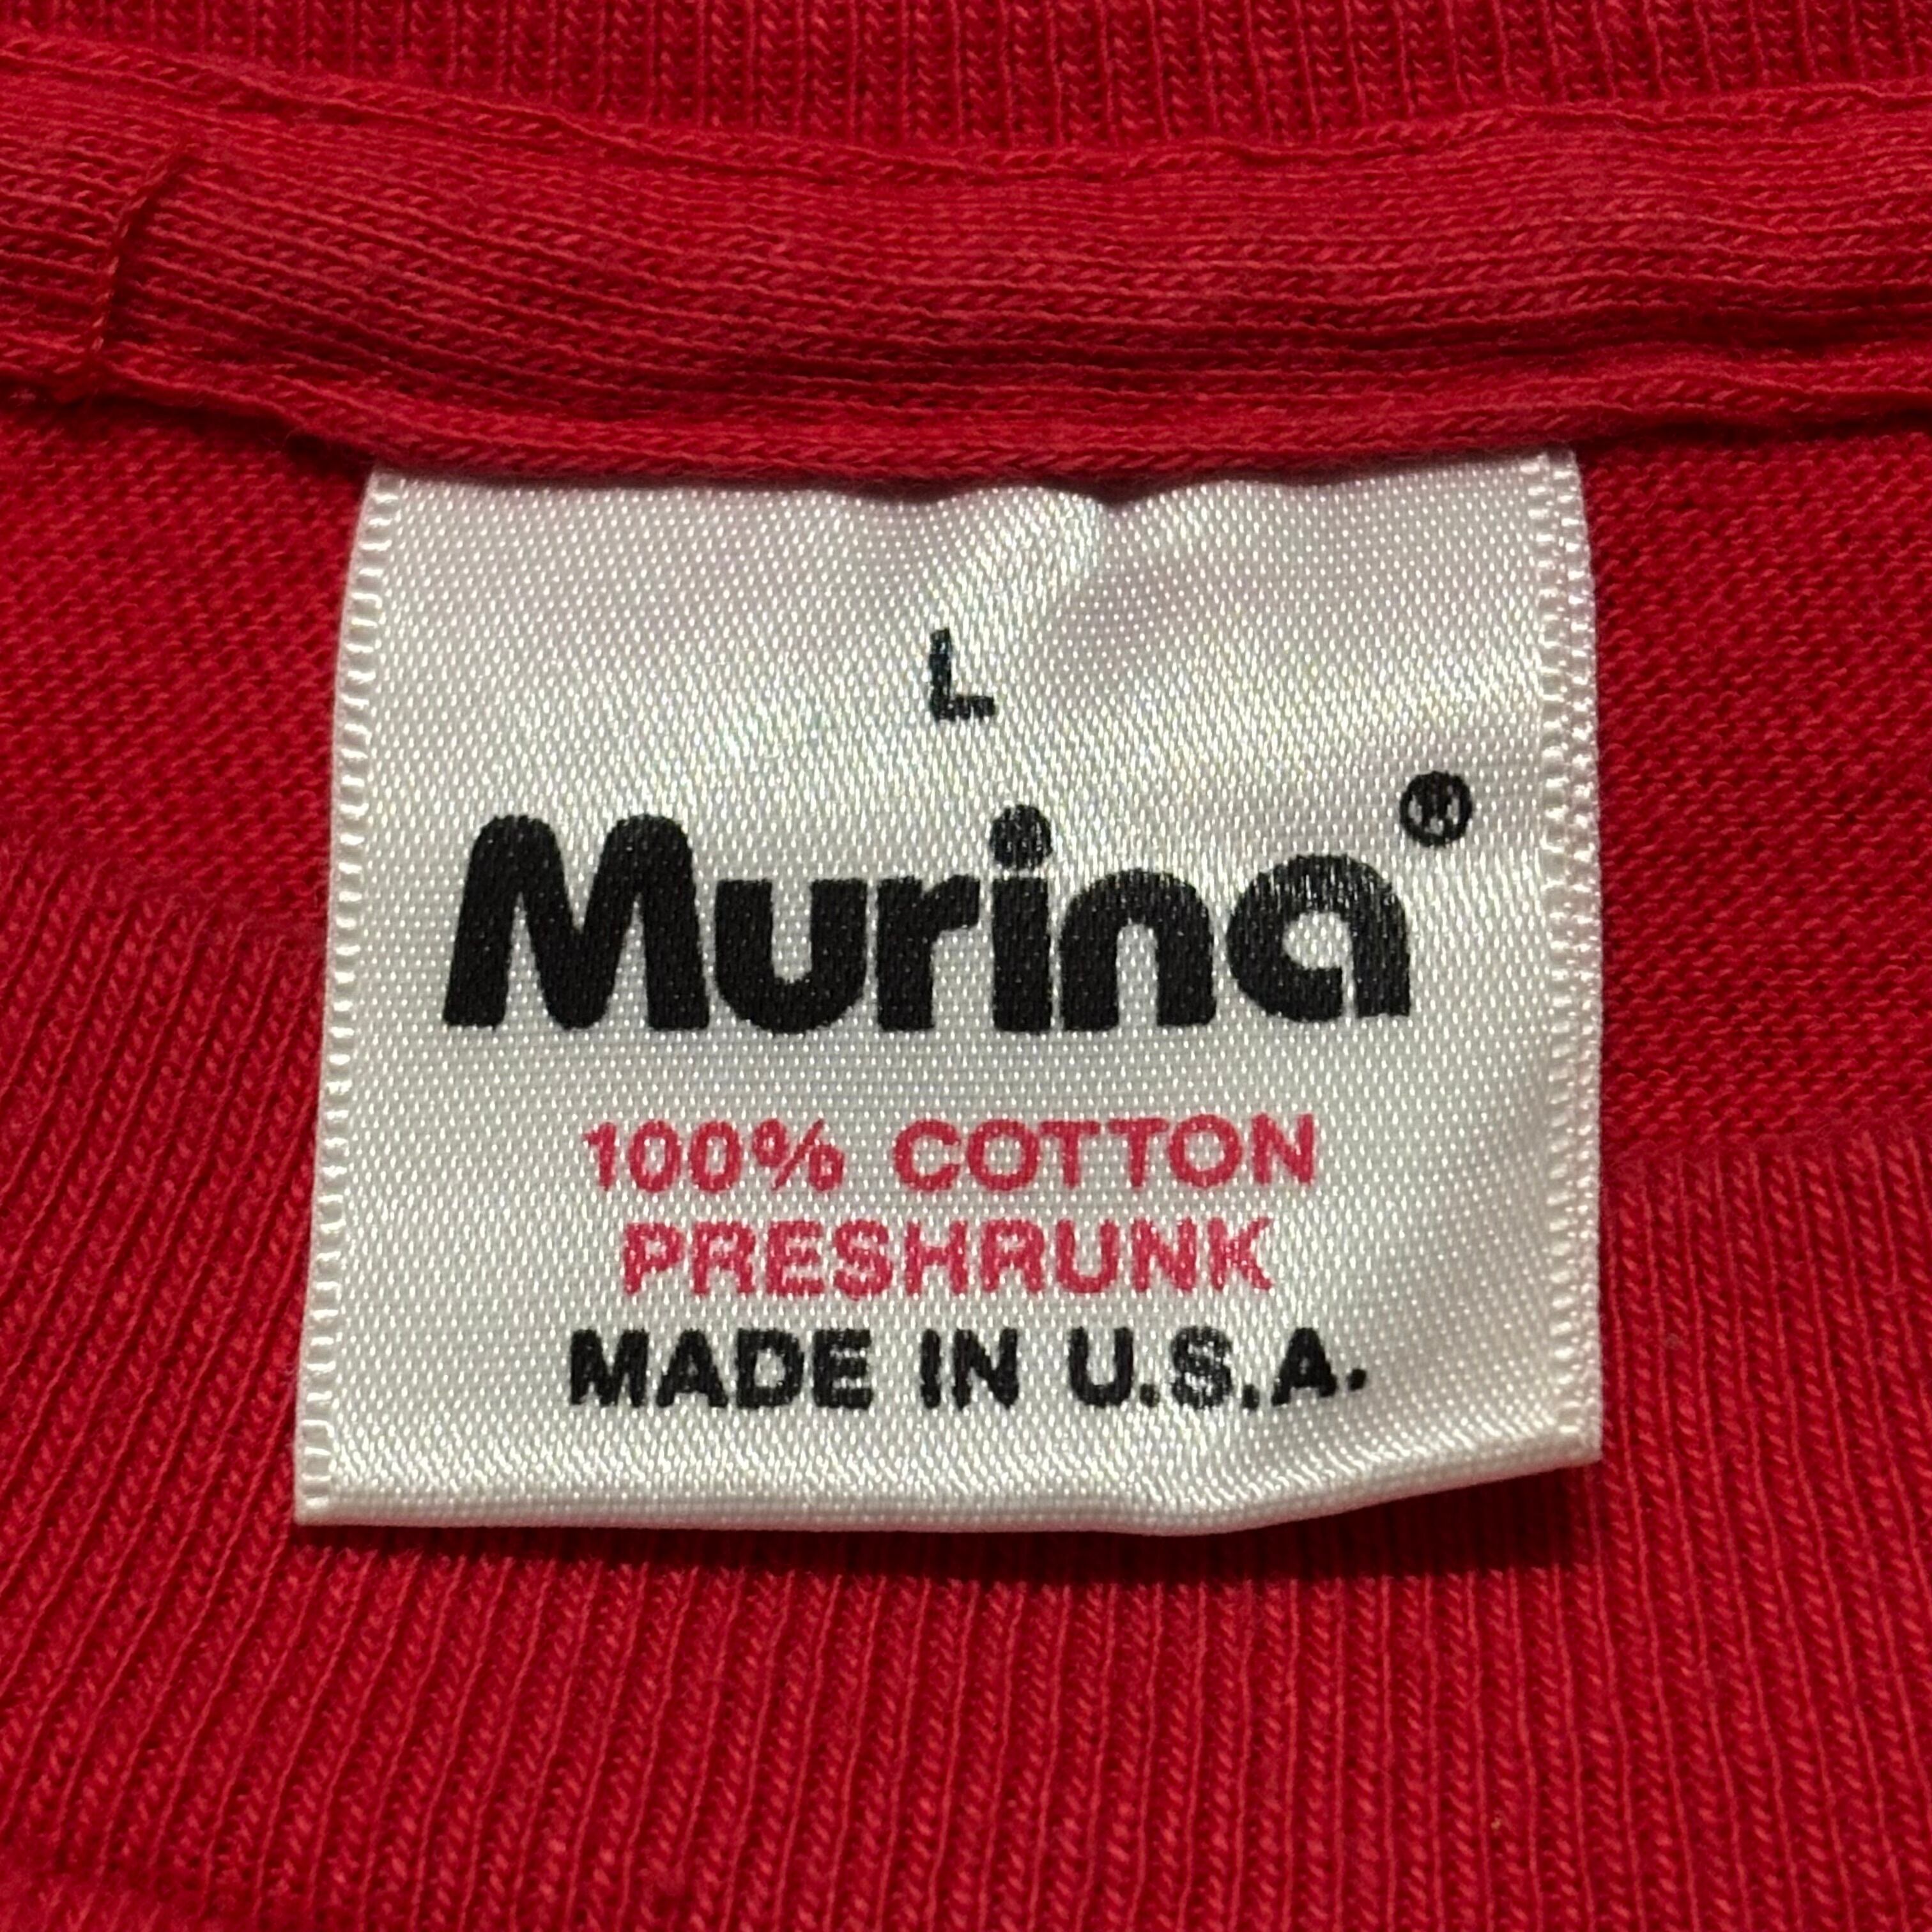 L
Murina®
100% COTTON
PRESHRUNK
MADE IN U.S.A.